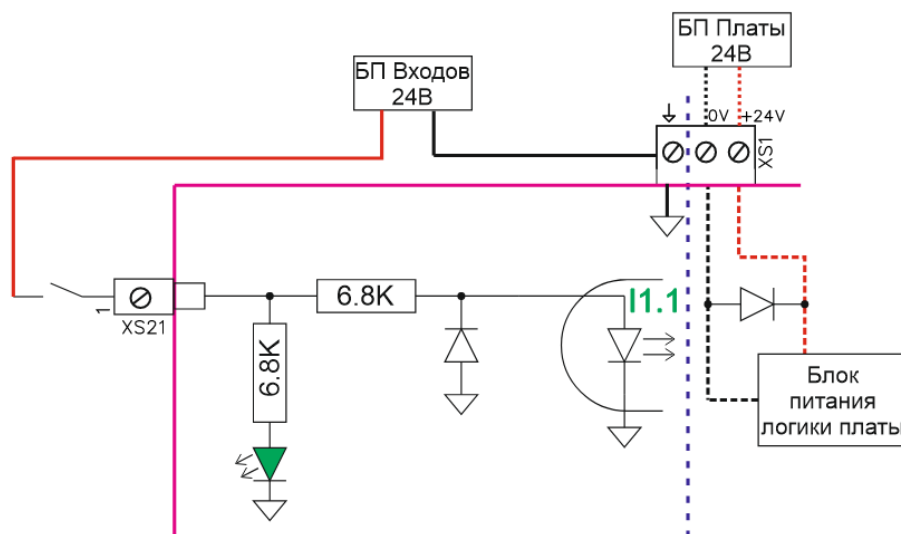 БП Платы
24В
БП Входов
24В
0V
+24V
XS1
I1.1
6.8K
1
XS21
6.8K
Блок
питания
логики платы